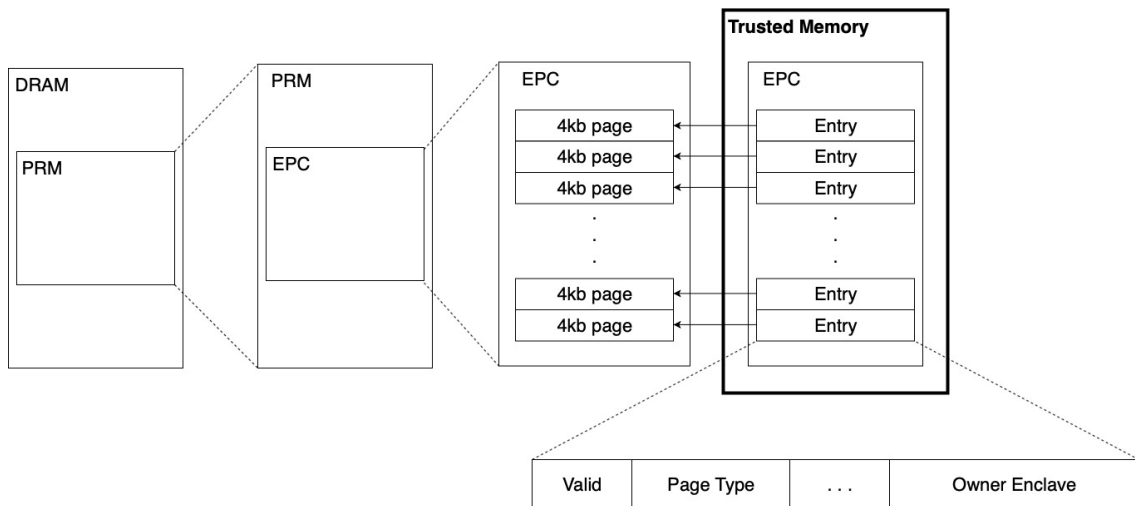 Trusted Memory
DRAM
PRM
EPC
EPC
PRM
EPC
4kb page
Entry
4kb page
Entry
4kb page
Entry
.
.
.
.
.
.
4kb page
Entry
4kb page
Entry
Valid
Page Type
. . .
Owner Enclave